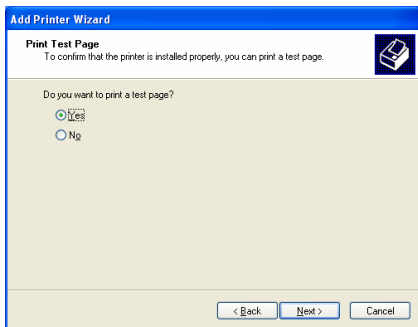 Add Printer Wizard
Print Test Page
To confirm that the printer is installed properly, you can print a test page.
Do you want to print a test page?
Yes
No
< Back
Next >
Cancel